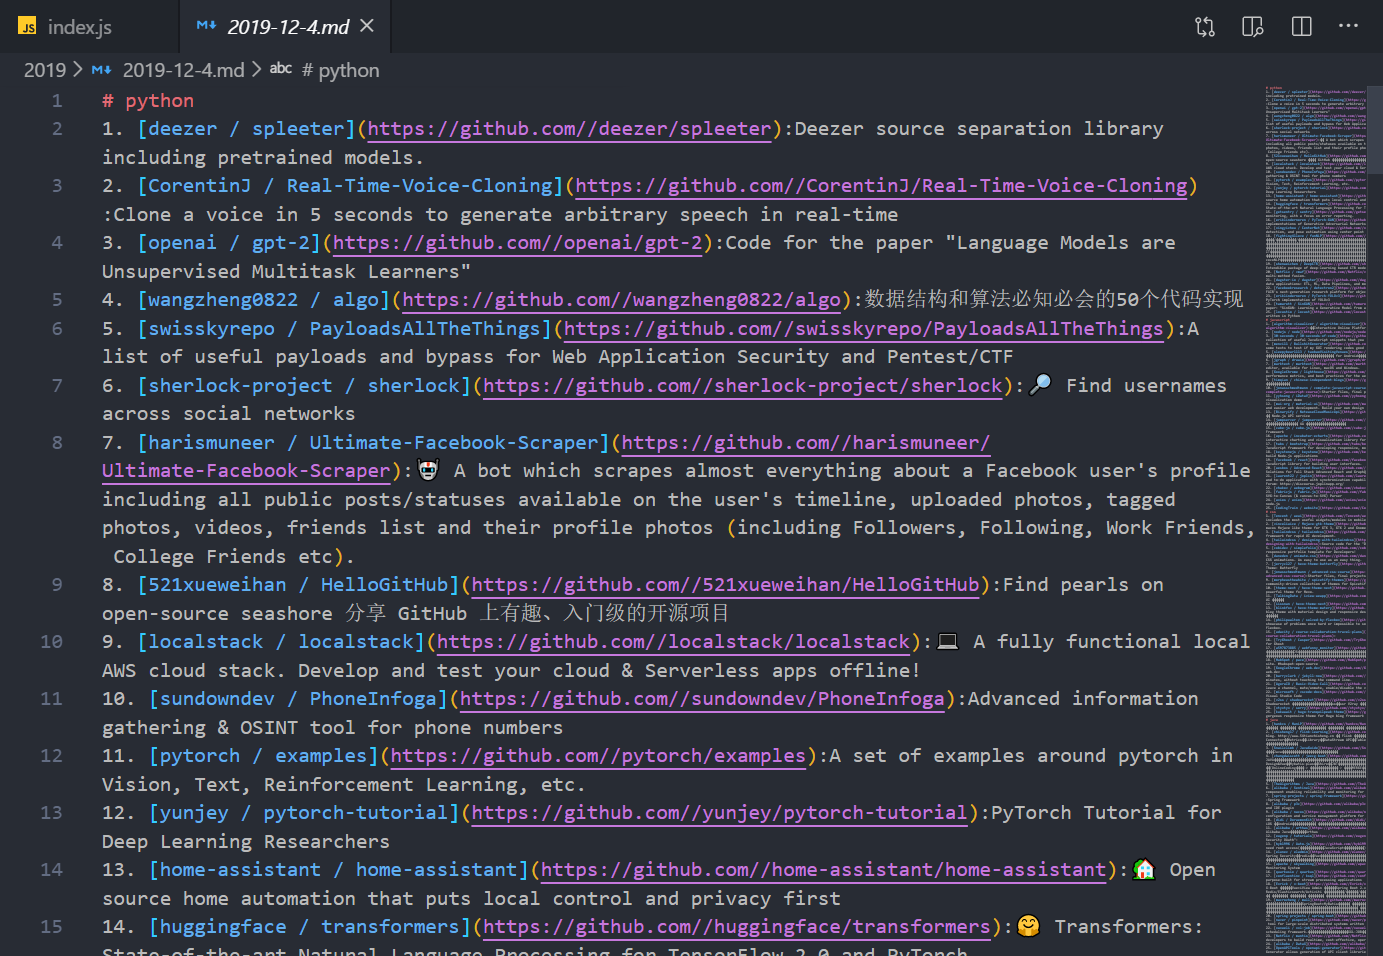 index.js
2019-12-4.md
2019 > 2019-12-4.md > abc # python
1 # python
2 1. [deezer / spleeter](https://github.com//deezer/spleeter):Deezer source separation library
including pretrained models.
3 2. [CorentinJ / Real-Time-Voice-Cloning](https://github.com//CorentinJ/Real-Time-Voice-Cloning)
:Clone a voice in 5 seconds to generate arbitrary speech in real-time
4 3. [openai / gpt-2](https://github.com//openai/gpt-2):Code for the paper "Language Models are
Unsupervised Multitask Learners"
5 4. [wangzheng0822 / algo](https://github.com//wangzheng0822/algo):数据结构和算法必知必会的50个代码实现
6 5. [swisskyrepo / PayloadsAllTheThings](https://github.com//swisskyrepo/PayloadsAllTheThings):A
list of useful payloads and bypass for Web Application Security and Pentest/CTF
7 6. [sherlock-project / sherlock](https://github.com//sherlock-project/sherlock):🔎 Find usernames
across social networks
8 7. [harismuneer / Ultimate-Facebook-Scraper](https://github.com//harismuneer/
Ultimate-Facebook-Scraper):🤖 A bot which scrapes almost everything about a Facebook user's profile
including all public posts/statuses available on the user's timeline, uploaded photos, tagged
photos, videos, friends list and their profile photos (including Followers, Following, Work Friends,
College Friends etc).
9 8. [521xueweihan / HelloGitHub](https://github.com//521xueweihan/HelloGitHub):Find pearls on
open-source seashore 分享 GitHub 上有趣、入门级的开源项目
10 9. [localstack / localstack](https://github.com//localstack/localstack):💻 A fully functional local
AWS cloud stack. Develop and test your cloud & Serverless apps offline!
11 10. [sundowndev / PhoneInfoga](https://github.com//sundowndev/PhoneInfoga):Advanced information
gathering & OSINT tool for phone numbers
12 11. [pytorch / examples](https://github.com//pytorch/examples):A set of examples around pytorch in
Vision, Text, Reinforcement Learning, etc.
13 12. [yunjey / pytorch-tutorial](https://github.com//yunjey/pytorch-tutorial):PyTorch Tutorial for
Deep Learning Researchers
14 13. [home-assistant / home-assistant](https://github.com//home-assistant/home-assistant):🏡 Open
source home automation that puts local control and privacy first
15 14. [huggingface / transformers](https://github.com//huggingface/transformers):🤗 Transformers:
State-of-the-art Natural Language Processing for TensorFlow 2.0 and PyTorch.